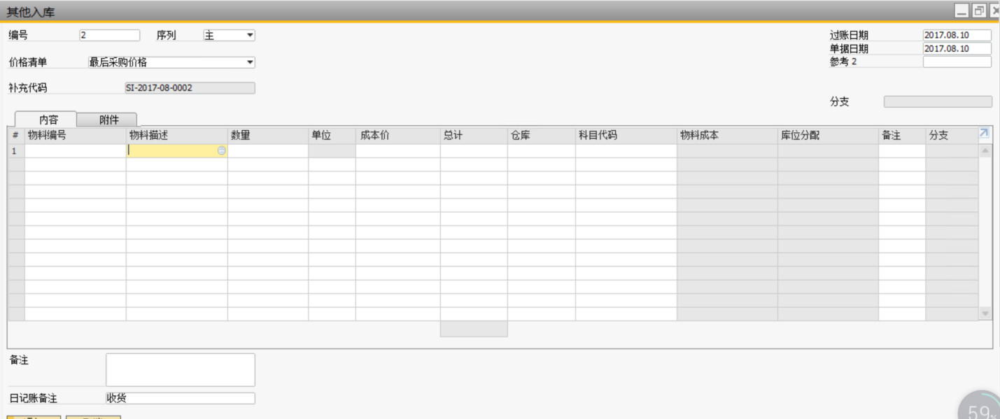 其他入库
编号 2 序列 主 过账日期 2017.08.10
单据日期 2017.08.10
价格清单 最后采购价格 参考 2
补充代码 SI-2017-08-0002
分支
内容 附件
# 物料编号 物料描述 数量 单位 成本价 总计 仓库 科目代码 物料成本 库位分配 备注 分支
1
备注
日记账备注 收货
59%